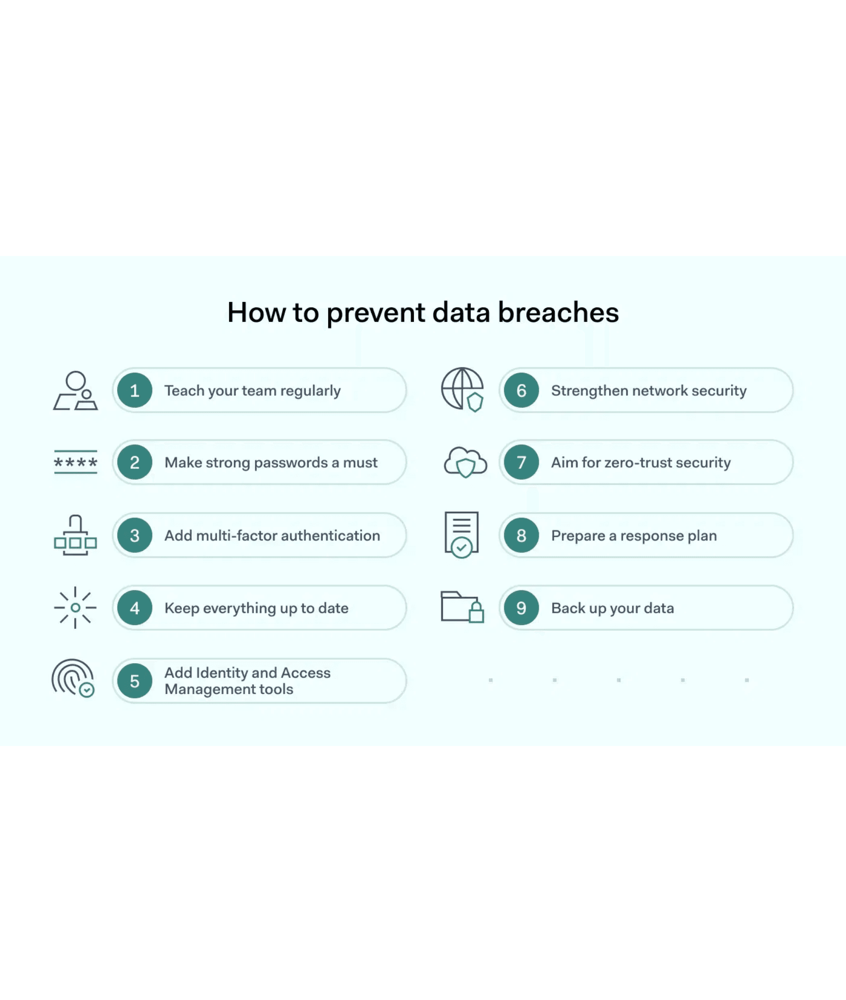 How to prevent data breaches
1 Teach your team regularly
2 Make strong passwords a must
3 Add multi-factor authentication
4 Keep everything up to date
5 Add Identity and Access
Management tools
6 Strengthen network security
7 Aim for zero-trust security
8 Prepare a response plan
9 Back up your data